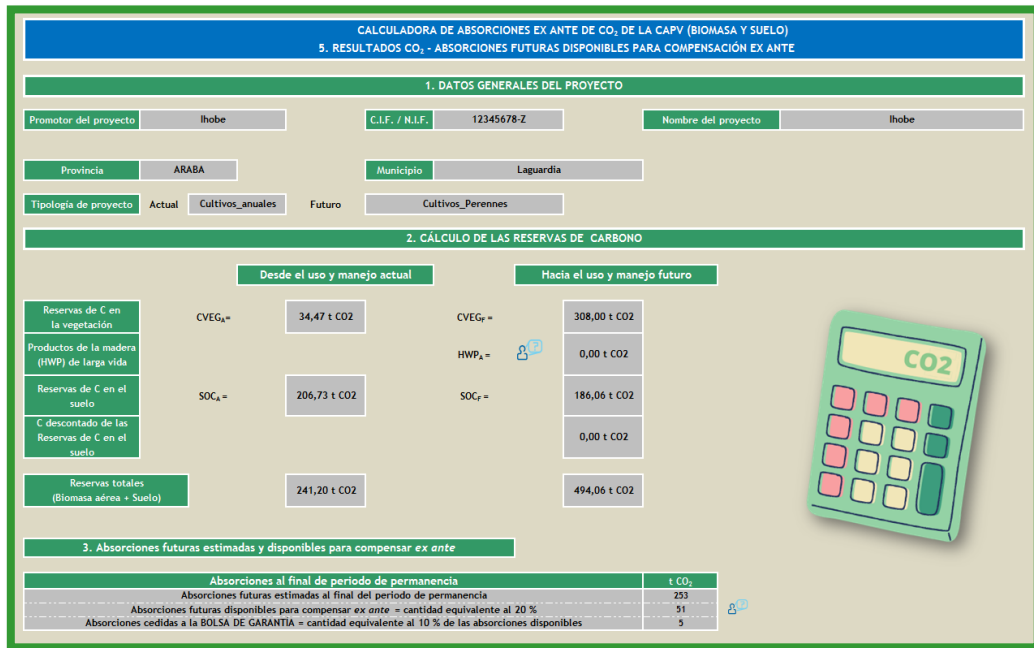 CALCULADORA DE ABSORCIONES EX ANTE DE CO₂ DE LA CAPV (BIOMASA Y SUELO)
5. RESULTADOS CO₂ - ABSORCIONES FUTURAS DISPONIBLES PARA COMPENSACIÓN EX ANTE
1. DATOS GENERALES DEL PROYECTO
Promotor del proyecto Ihobe C.I.F. / N.I.F. 12345678-Z Nombre del proyecto Ihobe
Provincia ARABA Municipio Laguardia
Tipología de proyecto Actual Cultivos_anuales Futuro Cultivos_Perennes
2. CÁLCULO DE LAS RESERVAS DE CARBONO
Desde el uso y manejo actual Hacia el uso y manejo futuro
Reservas de C en
la vegetación
CVEG_A= 34,47 t CO2 CVEG_F = 308,00 t CO2
Productos de la madera
(HWP) de larga vida
HWP_A = ? 0,00 t CO2
Reservas de C en el
suelo
SOC_A = 206,73 t CO2 SOC_F = 186,06 t CO2
C descontado de las
Reservas de C en el
suelo
0,00 t CO2
Reservas totales
(Biomasa aérea + Suelo)
241,20 t CO2 494,06 t CO2
CO2
3. Absorciones futuras estimadas y disponibles para compensar ex ante
Absorciones al final de periodo de permanencia t CO₂
Absorciones futuras estimadas al final del periodo de permanencia 253
Absorciones futuras disponibles para compensar ex ante = cantidad equivalente al 20 % 51 ?
Absorciones cedidas a la BOLSA DE GARANTÍA = cantidad equivalente al 10 % de las absorciones disponibles 5